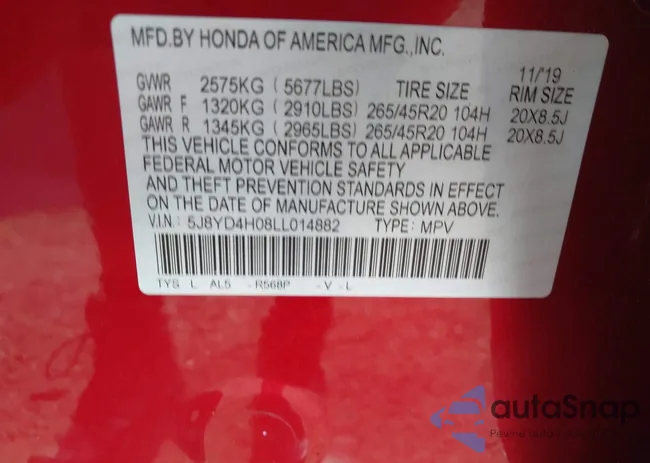 MFD.BY HONDA OF AMERICA MFG.,INC.
11/'19
GVWR 2575KG ( 5677LBS) TIRE SIZE RIM SIZE
GAWR F 1320KG ( 2910LBS) 265/45R20 104H 20X8.5J
GAWR R 1345KG ( 2965LBS) 265/45R20 104H 20X8.5J
THIS VEHICLE CONFORMS TO ALL APPLICABLE
FEDERAL MOTOR VEHICLE SAFETY
AND THEFT PREVENTION STANDARDS IN EFFECT
ON THE DATE OF MANUFACTURE SHOWN ABOVE.
V.I.N.: 5J8YD4H08LL014882 TYPE: MPV
TYS L AL5 - R568P - V - L
autoSnap